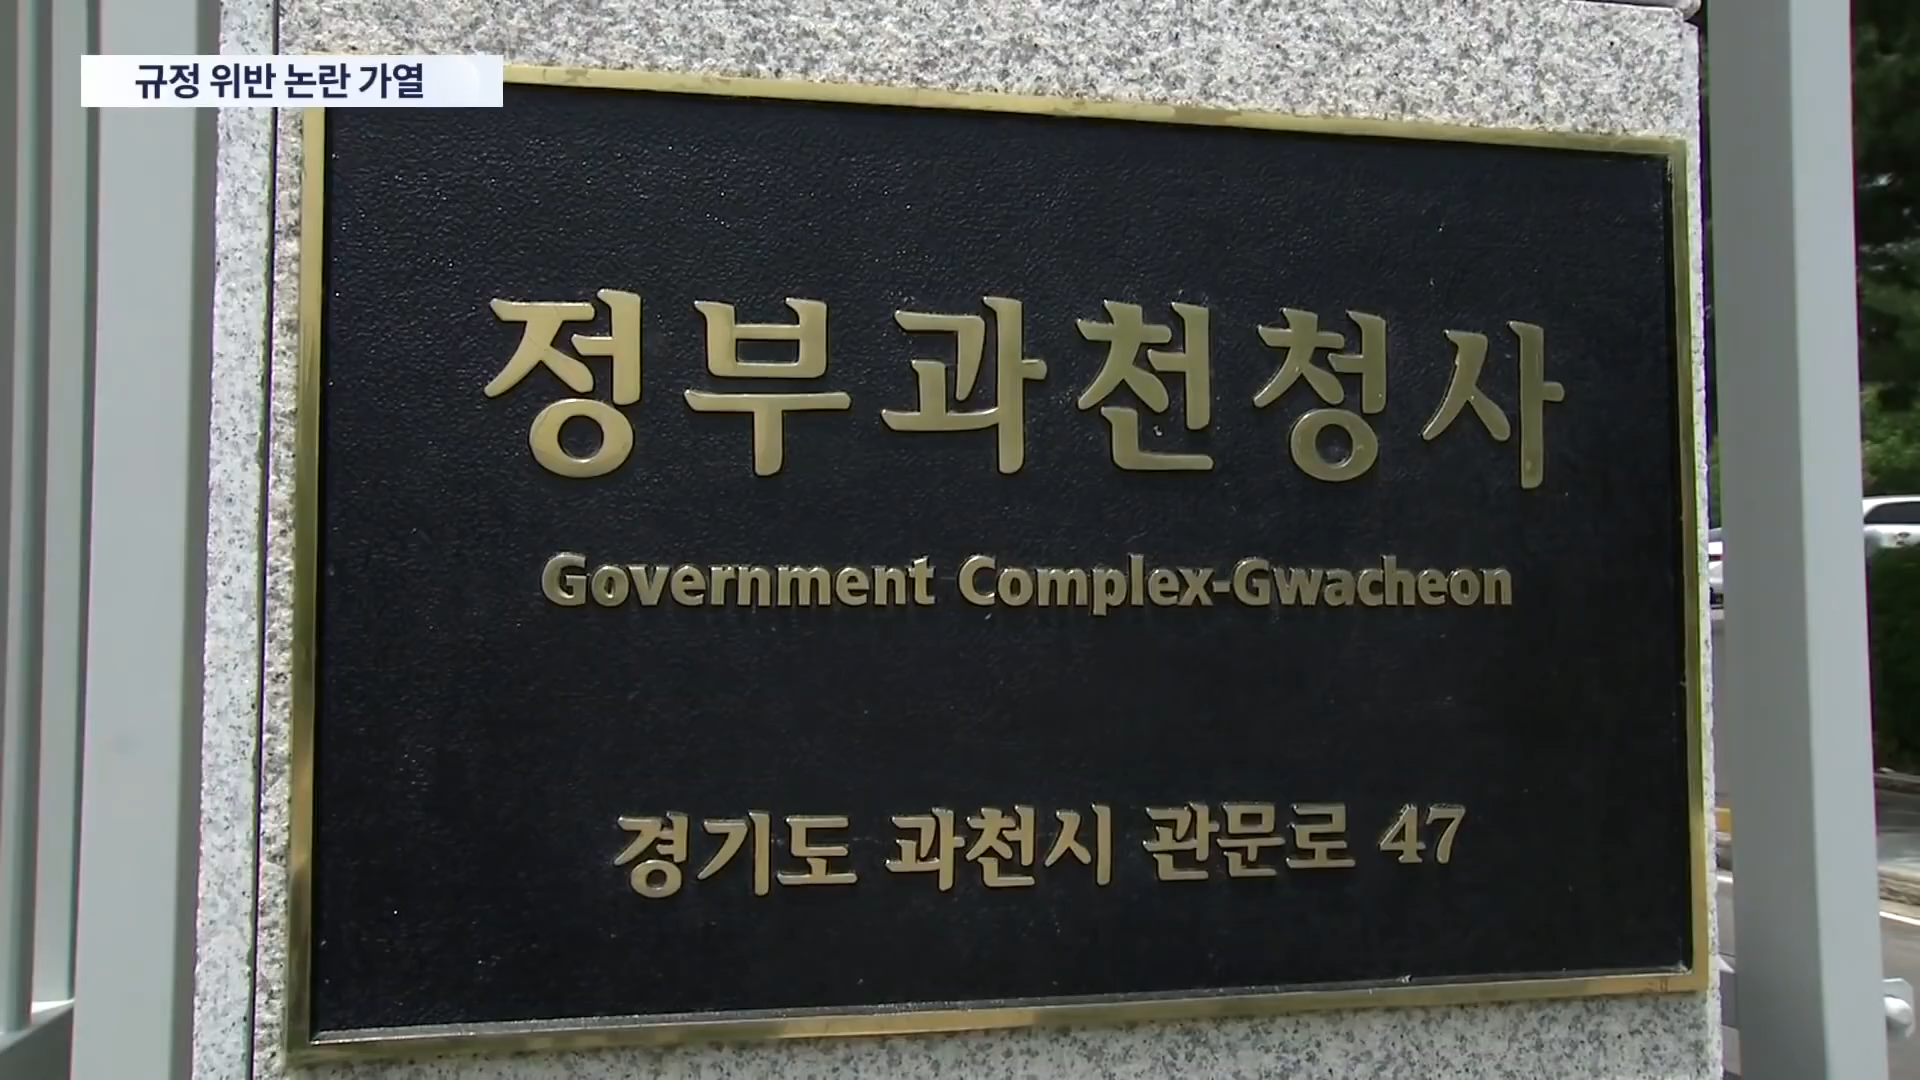 규정 위반 논란 가열
정부과천청사
Government Complex-Gwacheon
경기도 과천시 관문로 47